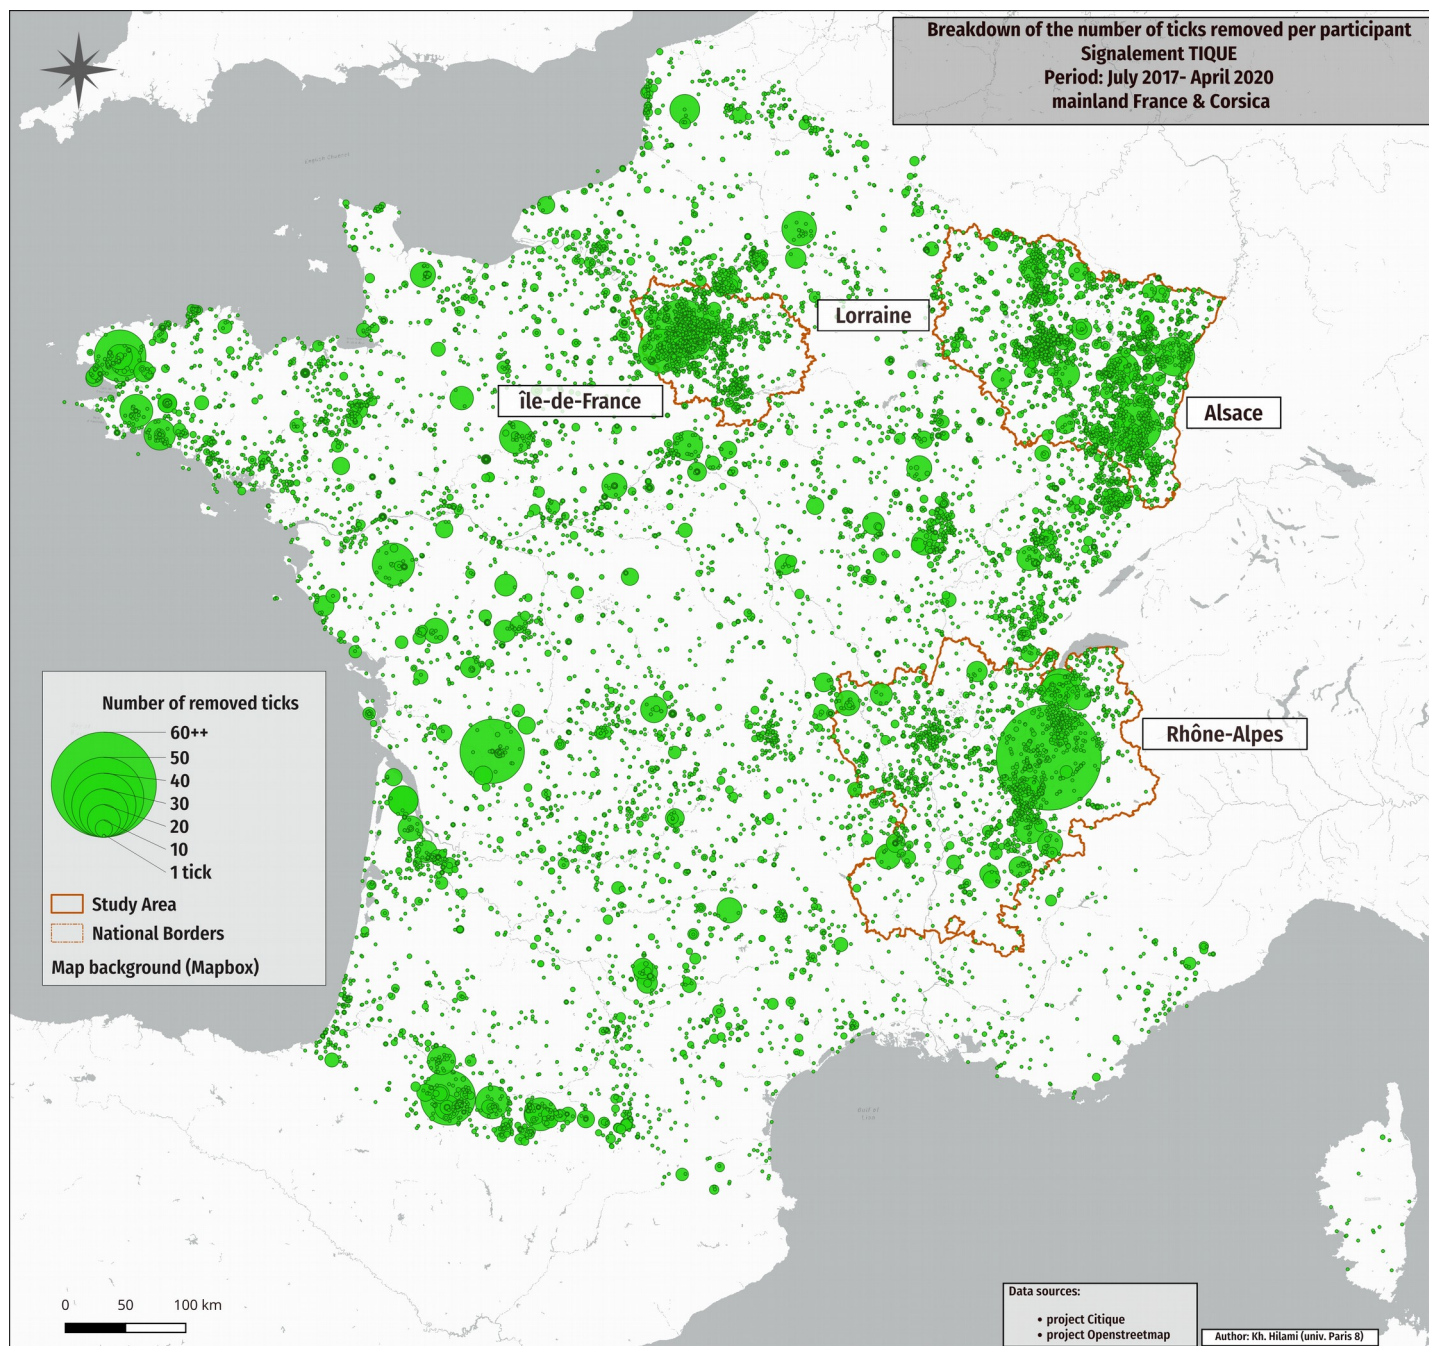 Breakdown of the number of ticks removed per participant
Signalement TIQUE
Period: July 2017- April 2020
mainland France & Corsica
English Channel
Lorraine
île-de-France
Alsace
Rhône-Alpes
Number of removed ticks
60++
50
40
30
20
10
1 tick
Study Area
National Borders
Map background (Mapbox)
0 50 100 km
Data sources:
• project Citique
• project Openstreetmap
Author: Kh. Hilami (univ. Paris 8)